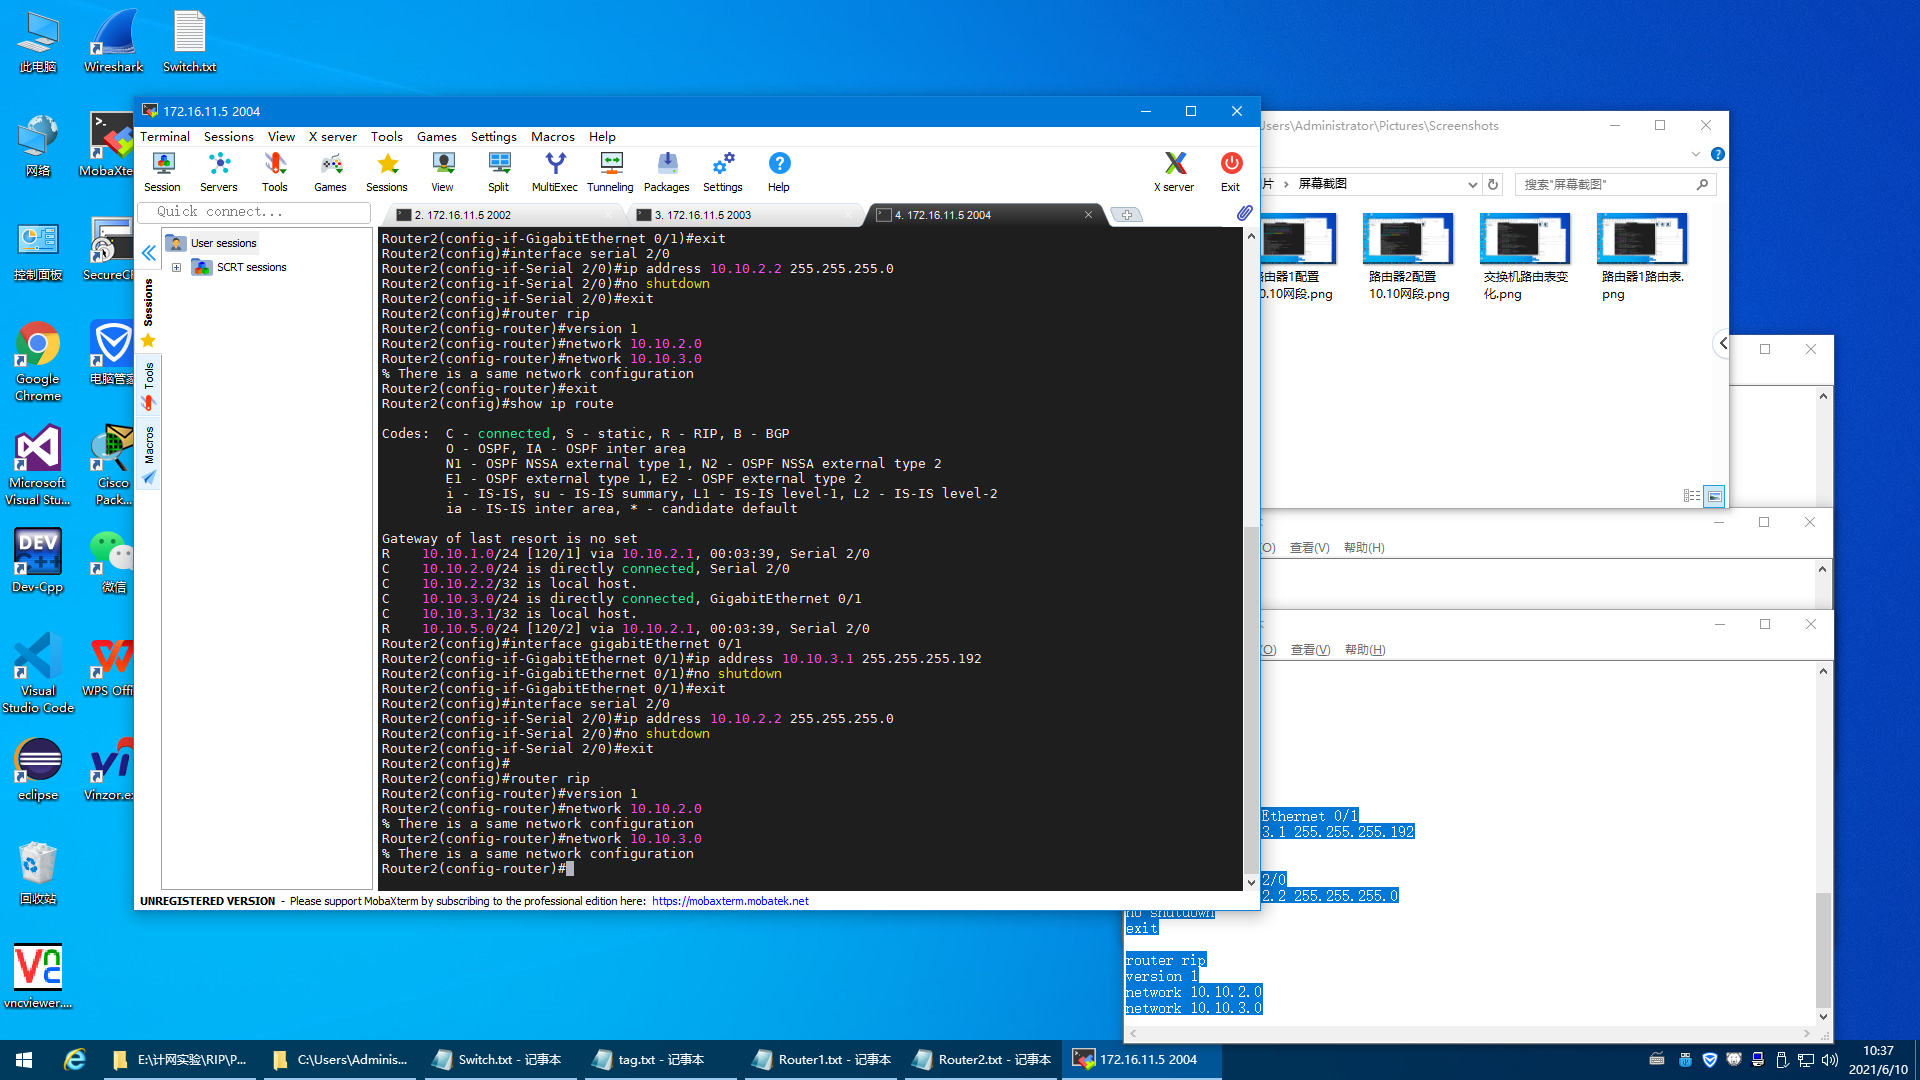 此电脑
Wireshark
Switch.txt
网络
MobaXte
控制面板
SecureCR
Google
Chrome
电脑管家
Microsoft
Visual Stu...
Cisco
Pack...
Dev-Cpp
微信
Visual
Studio Code
WPS Offi
eclipse
Vinzor.ex
回收站
vncviewer....
172.16.11.5 2004
Terminal Sessions View X server Tools Games Settings Macros Help
Session Servers Tools Games Sessions View Split MultiExec Tunneling Packages Settings Help X server Exit
Quick connect...
2. 172.16.11.5 2002
3. 172.16.11.5 2003
4. 172.16.11.5 2004
User sessions
SCRT sessions
Sessions
Tools
Macros
Router2(config-if-GigabitEthernet 0/1)#exit
Router2(config)#interface serial 2/0
Router2(config-if-Serial 2/0)#ip address 10.10.2.2 255.255.255.0
Router2(config-if-Serial 2/0)#no shutdown
Router2(config-if-Serial 2/0)#exit
Router2(config)#router rip
Router2(config-router)#version 1
Router2(config-router)#network 10.10.2.0
Router2(config-router)#network 10.10.3.0
% There is a same network configuration
Router2(config-router)#exit
Router2(config)#show ip route
Codes:  C - connected, S - static, R - RIP, B - BGP
O - OSPF, IA - OSPF inter area
N1 - OSPF NSSA external type 1, N2 - OSPF NSSA external type 2
E1 - OSPF external type 1, E2 - OSPF external type 2
i - IS-IS, su - IS-IS summary, L1 - IS-IS level-1, L2 - IS-IS level-2
ia - IS-IS inter area, * - candidate default
Gateway of last resort is no set
R    10.10.1.0/24 [120/1] via 10.10.2.1, 00:03:39, Serial 2/0
C    10.10.2.0/24 is directly connected, Serial 2/0
C    10.10.2.2/32 is local host.
C    10.10.3.0/24 is directly connected, GigabitEthernet 0/1
C    10.10.3.1/32 is local host.
R    10.10.5.0/24 [120/2] via 10.10.2.1, 00:03:39, Serial 2/0
Router2(config)#interface gigabitEthernet 0/1
Router2(config-if-GigabitEthernet 0/1)#ip address 10.10.3.1 255.255.255.192
Router2(config-if-GigabitEthernet 0/1)#no shutdown
Router2(config-if-GigabitEthernet 0/1)#exit
Router2(config)#interface serial 2/0
Router2(config-if-Serial 2/0)#ip address 10.10.2.2 255.255.255.0
Router2(config-if-Serial 2/0)#no shutdown
Router2(config-if-Serial 2/0)#exit
Router2(config)#
Router2(config)#router rip
Router2(config-router)#version 1
Router2(config-router)#network 10.10.2.0
% There is a same network configuration
Router2(config-router)#network 10.10.3.0
% There is a same network configuration
Router2(config-router)#
UNREGISTERED VERSION - Please support MobaXterm by subscribing to the professional edition here: https://mobaxterm.mobatek.net
Users\Administrator\Pictures\Screenshots
片 › 屏幕截图
搜索"屏幕截图"
由器1配置
0.10网段.png
路由器2配置
10.10网段.png
交换机路由表变
化.png
路由器1路由表.
png
(O) 查看(V) 帮助(H)
(O) 查看(V) 帮助(H)
Ethernet 0/1
3.1 255.255.255.192
2/0
2.2 255.255.255.0
no shutdown
exit
router rip
version 1
network 10.10.2.0
network 10.10.3.0
E:\计网实验\RIP\P...
C:\Users\Adminis...
Switch.txt - 记事本
tag.txt - 记事本
Router1.txt - 记事本
Router2.txt - 记事本
172.16.11.5 2004
10:37
2021/6/10